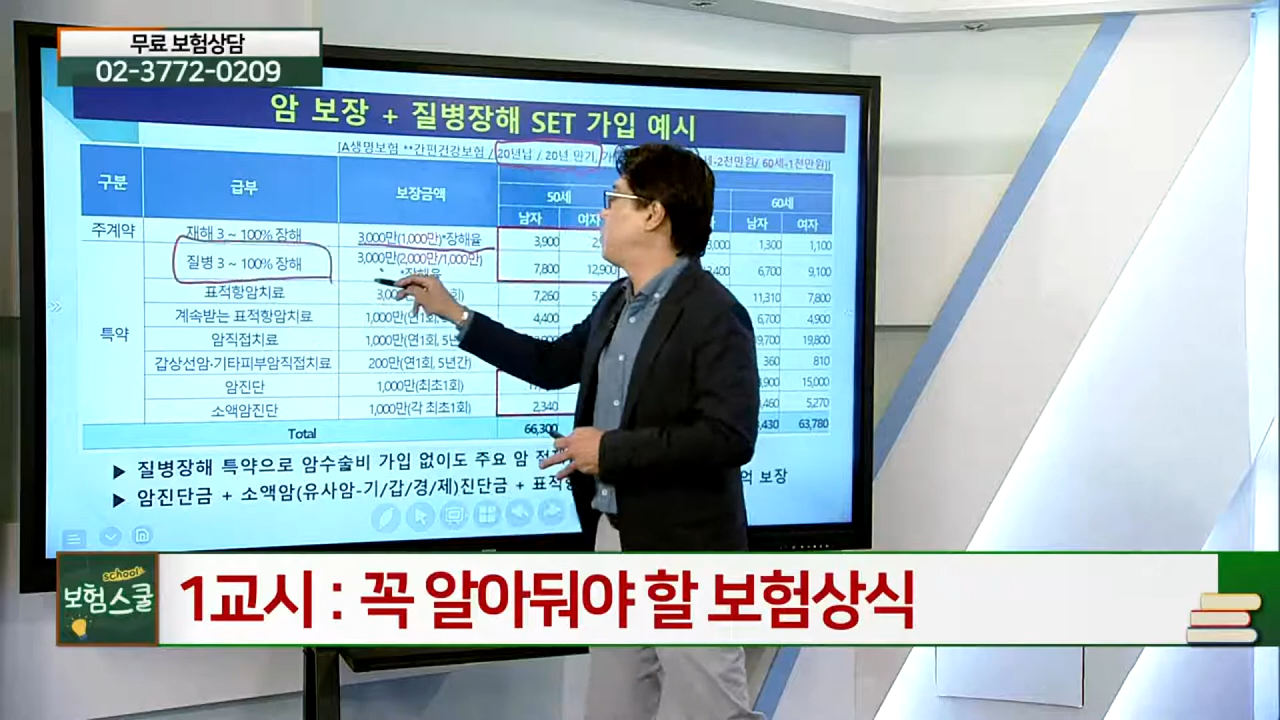 무료 보험상담
02-3772-0209
암 보장 + 질병장해 SET 가입 예시
[A생명보험 **간편건강보험 / 20년납 / 20년 만기, 세-2천만원/ 60세-1천만원)]
구분 급부 보장금액 50세 60세
남자 여자 남자 여자
주계약 재해 3 ~ 100% 장해 3,000만(1,000만)*장해율 3,900 1,300 1,100
질병 3 ~ 100% 장해 3,000만(2,000만/1,000만) *장해율 7,800 12,900 6,700 9,100
표적항암치료 7,260 11,310 7,800
계속받는 표적항암치료 1,000만(연1회, 4,400 6,700 4,900
특약
암직접치료 1,000만(연1회, 19,800
갑상선암·기타피부암직접치료 200만(연1회, 5년간) 360 810
암진단 1,000만(최초1회) 15,000
소액암진단 1,000만(각 최초1회) 2,340 5,270
Total 66,300 63,780
▶ 질병장해 특약으로 암수술비 가입 없이도 주요 암
▶ 암진단금 + 소액암(유사암-기/갑/경/제)진단금 + 보장
school
보험스쿨
1교시 : 꼭 알아둬야 할 보험상식